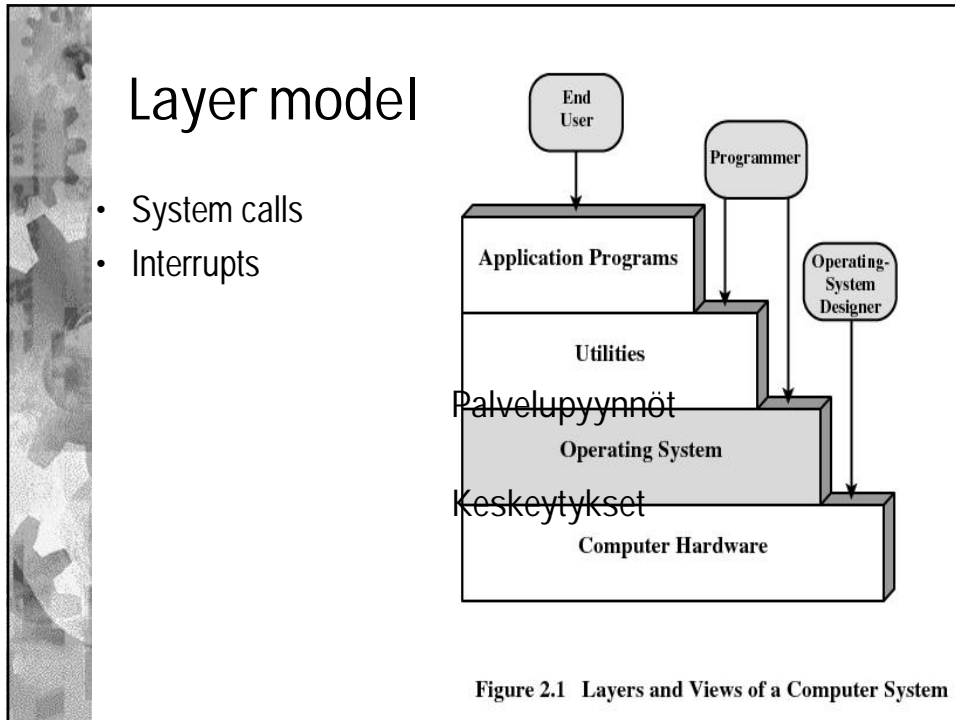 Layer model
• System calls
• Interrupts
End
User
Programmer
Operating-
System
Designer
Application Programs
Utilities
Palvelupyynnöt
Operating System
Keskeytykset
Computer Hardware
Figure 2.1 Layers and Views of a Computer System